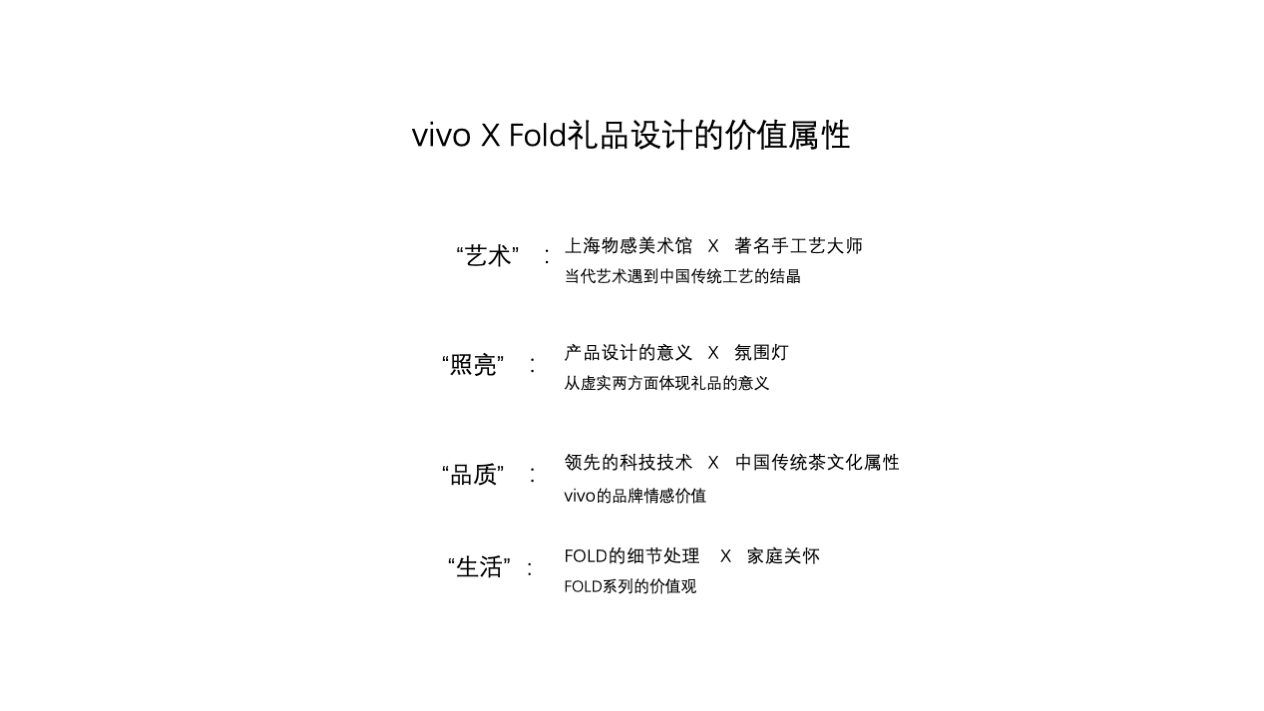 vivo X Fold礼品设计的价值属性
“艺术” : 上海物感美术馆 X 著名手工艺大师
当代艺术遇到中国传统工艺的结晶
“照亮” : 产品设计的意义 X 氛围灯
从虚实两方面体现礼品的意义
“品质” : 领先的科技技术 X 中国传统茶文化属性
vivo的品牌情感价值
“生活” : FOLD的细节处理 X 家庭关怀
FOLD系列的价值观